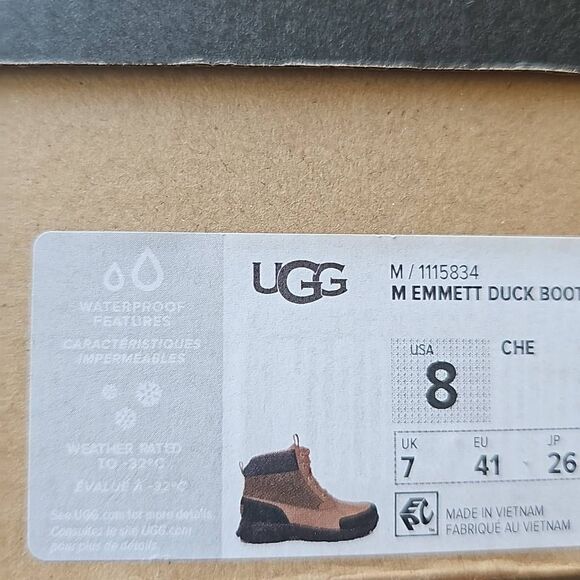 WATERPROOF
FEATURES
CARACTÉRISTIQUES
IMPERMÉABLES
WEATHER RATED
TO -32°C
ÉVALUÉ À -32°C
See UGG.com for more details.
Consultez le site UGG.com
pour plus de détails.
UGG
M / 1115834
M EMMETT DUCK BOOT
USA CHE
8
UK EU JP
7 41 26
EPC
MADE IN VIETNAM
FABRIQUÉ AU VIETNAM